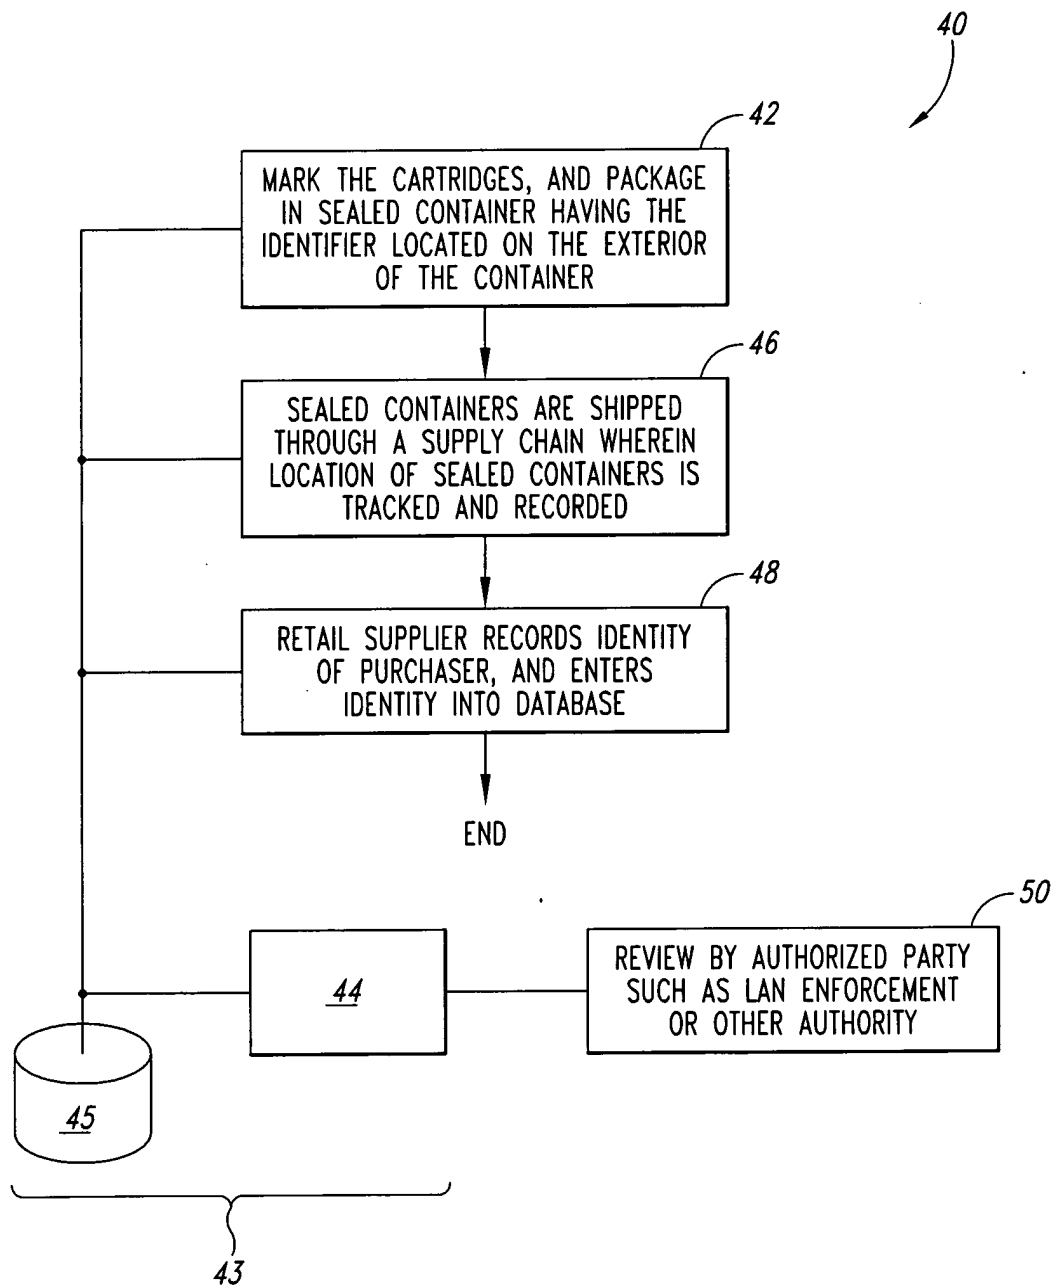 40
42
MARK THE CARTRIDGES, AND PACKAGE
IN SEALED CONTAINER HAVING THE
IDENTIFIER LOCATED ON THE EXTERIOR
OF THE CONTAINER
46
SEALED CONTAINERS ARE SHIPPED
THROUGH A SUPPLY CHAIN WHEREIN
LOCATION OF SEALED CONTAINERS IS
TRACKED AND RECORDED
48
RETAIL SUPPLIER RECORDS IDENTITY
OF PURCHASER, AND ENTERS
IDENTITY INTO DATABASE
END
50
44
REVIEW BY AUTHORIZED PARTY
SUCH AS LAN ENFORCEMENT
OR OTHER AUTHORITY
45
43